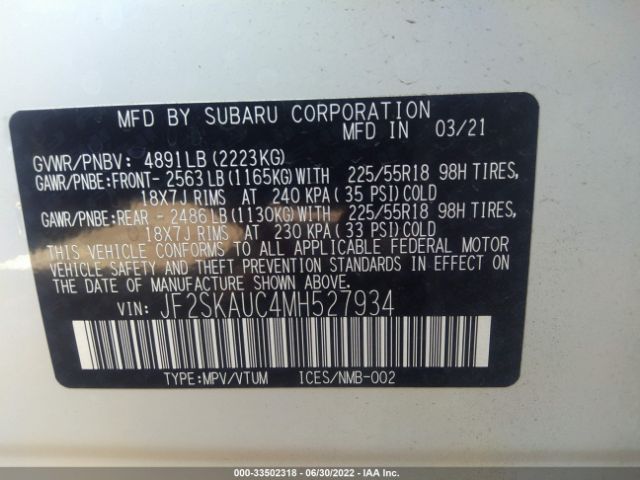 MFD BY SUBARU CORPORATION
MFD IN 03/21
GVWR/PNBV: 4891LB (2223KG)
GAWR/PNBE:FRONT- 2563LB (1165KG)WITH 225/55R18 98H TIRES,
18X7J RIMS AT 240 KPA( 35 PSI)COLD
GAWR/PNBE:REAR - 2486LB(1130KG)WITH 225/55R18 98H TIRES,
18X7J RIMS AT 230 KPA( 33 PSI)COLD
THIS VEHICLE CONFORMS TO ALL APPLICABLE FEDERAL MOTOR
VEHICLE SAFETY AND THEFT PREVENTION STANDARDS IN EFFECT ON
THE DATE OF MANUFACTURE SHOWN ABOVE.
VIN: JF2SKAUC4MH527934
TYPE:MPV/VTUM ICES/NMB-002
000-33502318 - 06/30/2022 - IAA Inc.